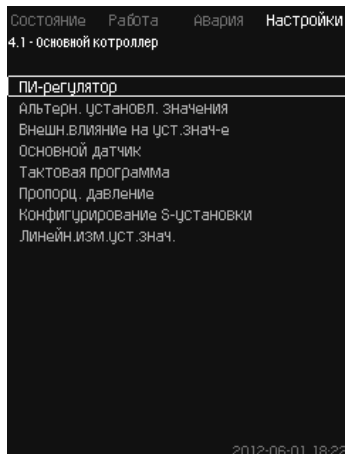 Состояние Работа Авария Настройки
4.1 - Основной котроллер
ПИ-регулятор
Альтерн. установл. значения
Внешн.влияние на уст.знач-е
Основной датчик
Тактовая программа
Пропорц. давление
Конфигурирование S-установки
Линейн.изм.уст.знач.
2012-06-01 18:22